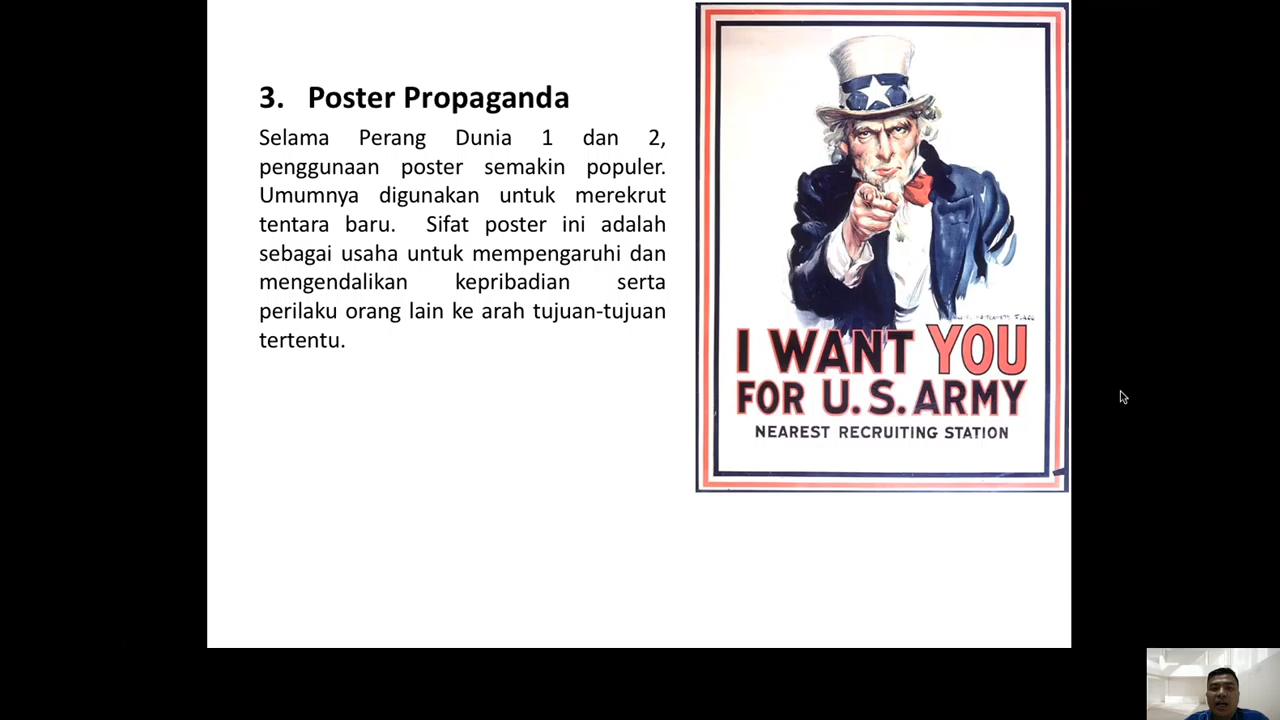 3. Poster Propaganda
Selama Perang Dunia 1 dan 2,
penggunaan poster semakin populer.
Umumnya digunakan untuk merekrut
tentara baru. Sifat poster ini adalah
sebagai usaha untuk mempengaruhi dan
mengendalikan kepribadian serta
perilaku orang lain ke arah tujuan-tujuan
tertentu.
I WANT YOU
FOR U.S. ARMY
NEAREST RECRUITING STATION